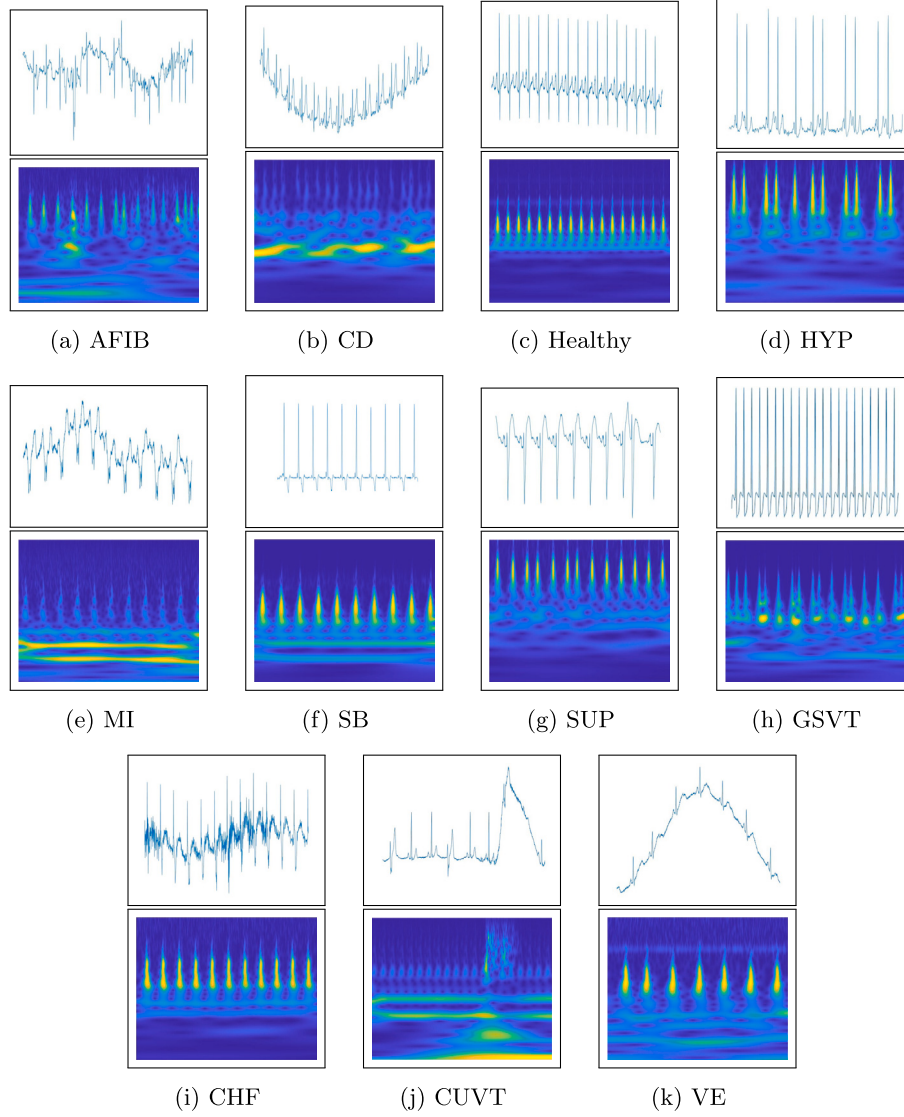 (a) AFIB
(b) CD
(c) Healthy
(d) HYP
(e) MI
(f) SB
(g) SUP
(h) GSVT
(i) CHF
(j) CUVT
(k) VE